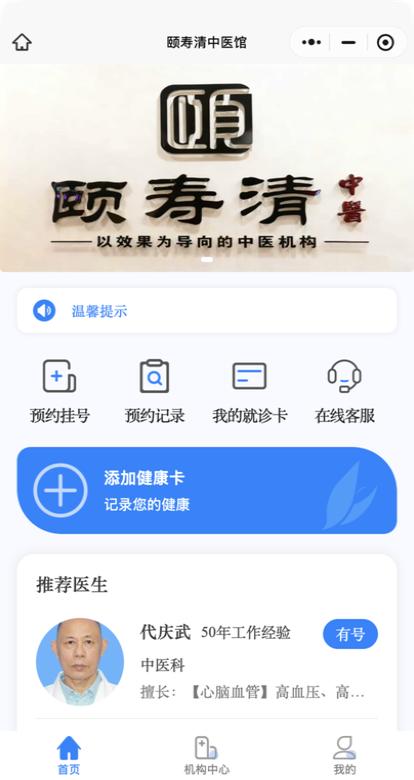 颐寿清中医馆
颐
颐寿清
中醫
以效果为导向的中医机构
温馨提示
预约挂号
预约记录
我的就诊卡
在线客服
添加健康卡
记录您的健康
推荐医生
代庆武 50年工作经验
有号
中医科
擅长：【心脑血管】高血压、高...
首页
机构中心
我的